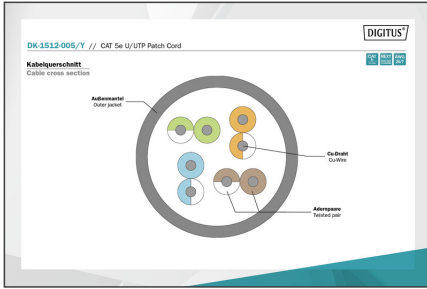 DIGITUS®
DK-1512-005/Y // CAT 5e U/UTP Patch Cord
Kabelquerschnitt
Cable cross section
Außenmantel
Outer jacket
Cu-Draht
Cu-Wire
Adernpaare
Twisted pair